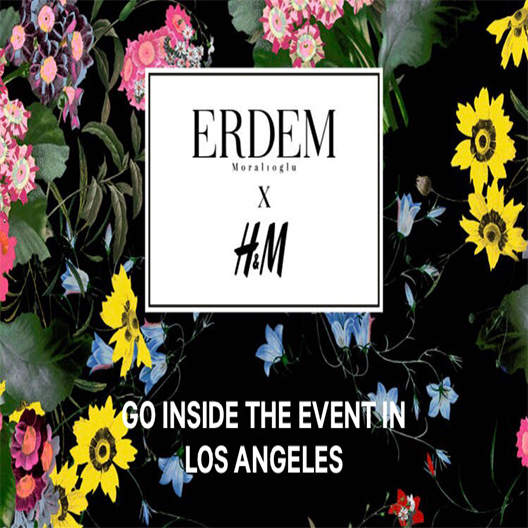 ERDEM
Moralıoglu
X
H&M
GO INSIDE THE EVENT IN
LOS ANGELES